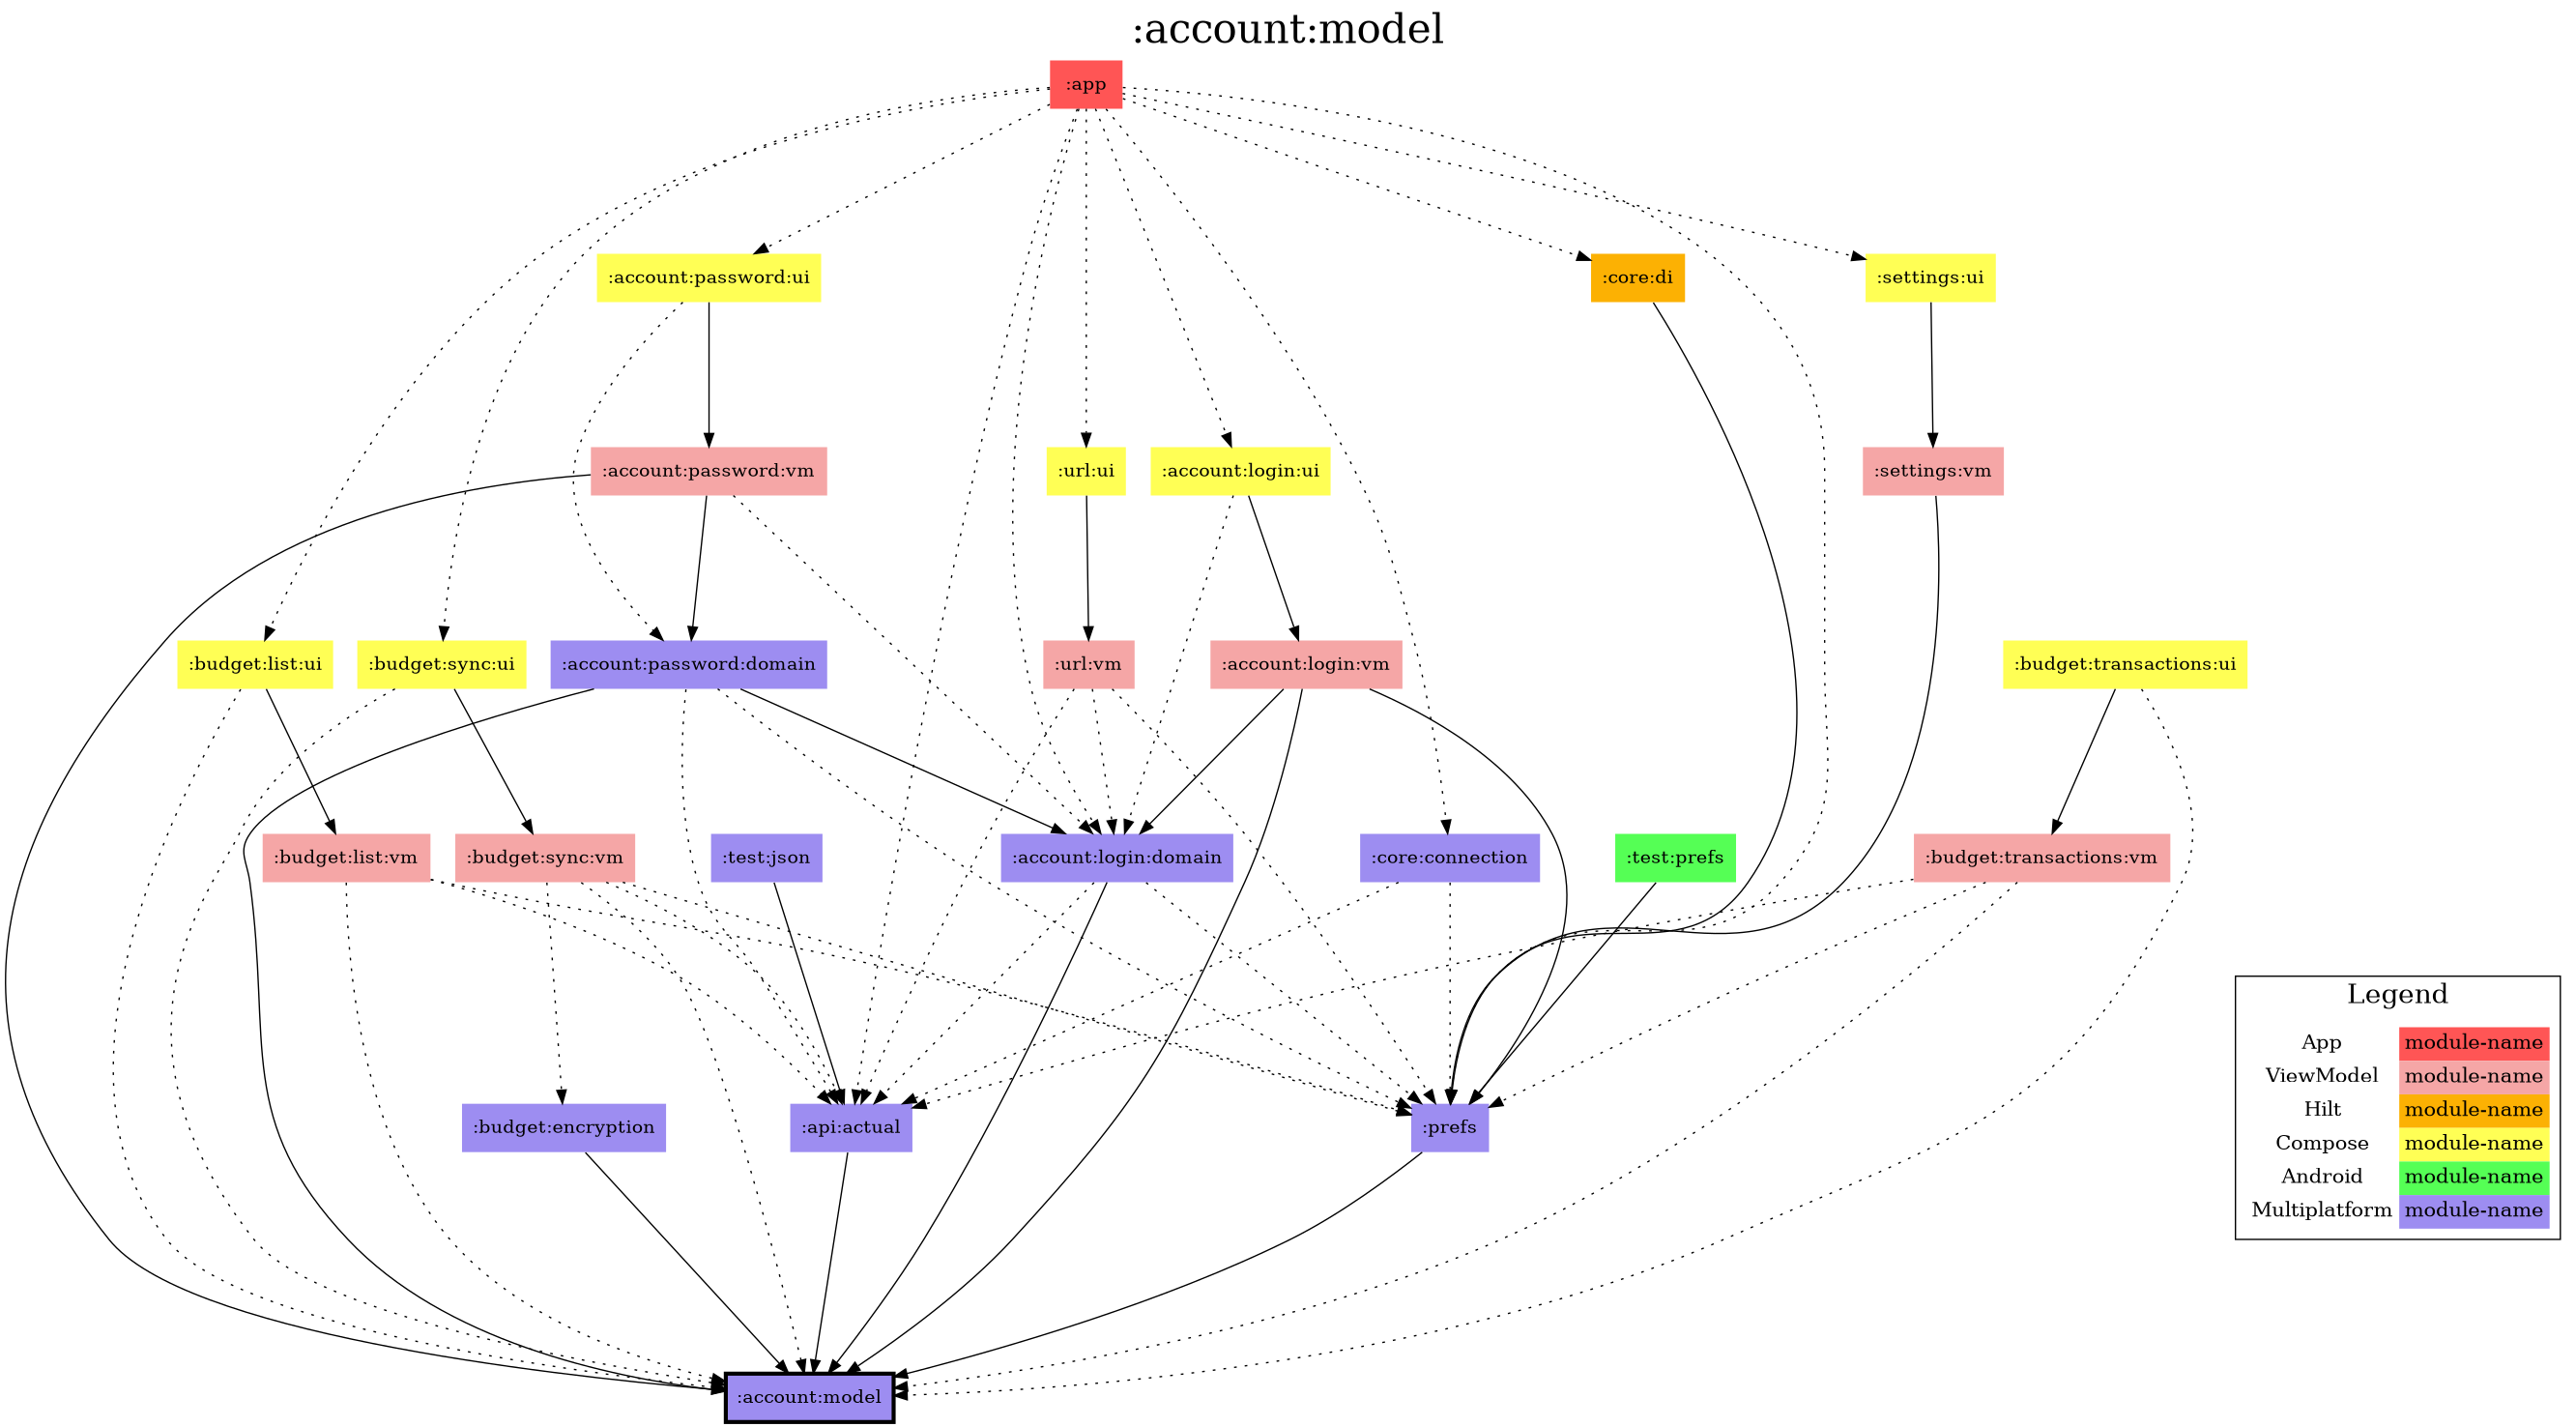 :account:model
:app
:account:password:ui
:core:di
:settings:ui
:account:password:vm
:url:ui
:account:login:ui
:settings:vm
:budget:list:ui
:budget:sync:ui
:account:password:domain
:url:vm
:account:login:vm
:budget:transactions:ui
:budget:list:vm
:budget:sync:vm
:test:json
:account:login:domain
:core:connection
:test:prefs
:budget:transactions:vm
:budget:encryption
:api:actual
:prefs
:account:model
Legend
App module-name
ViewModel module-name
Hilt module-name
Compose module-name
Android module-name
Multiplatform module-name